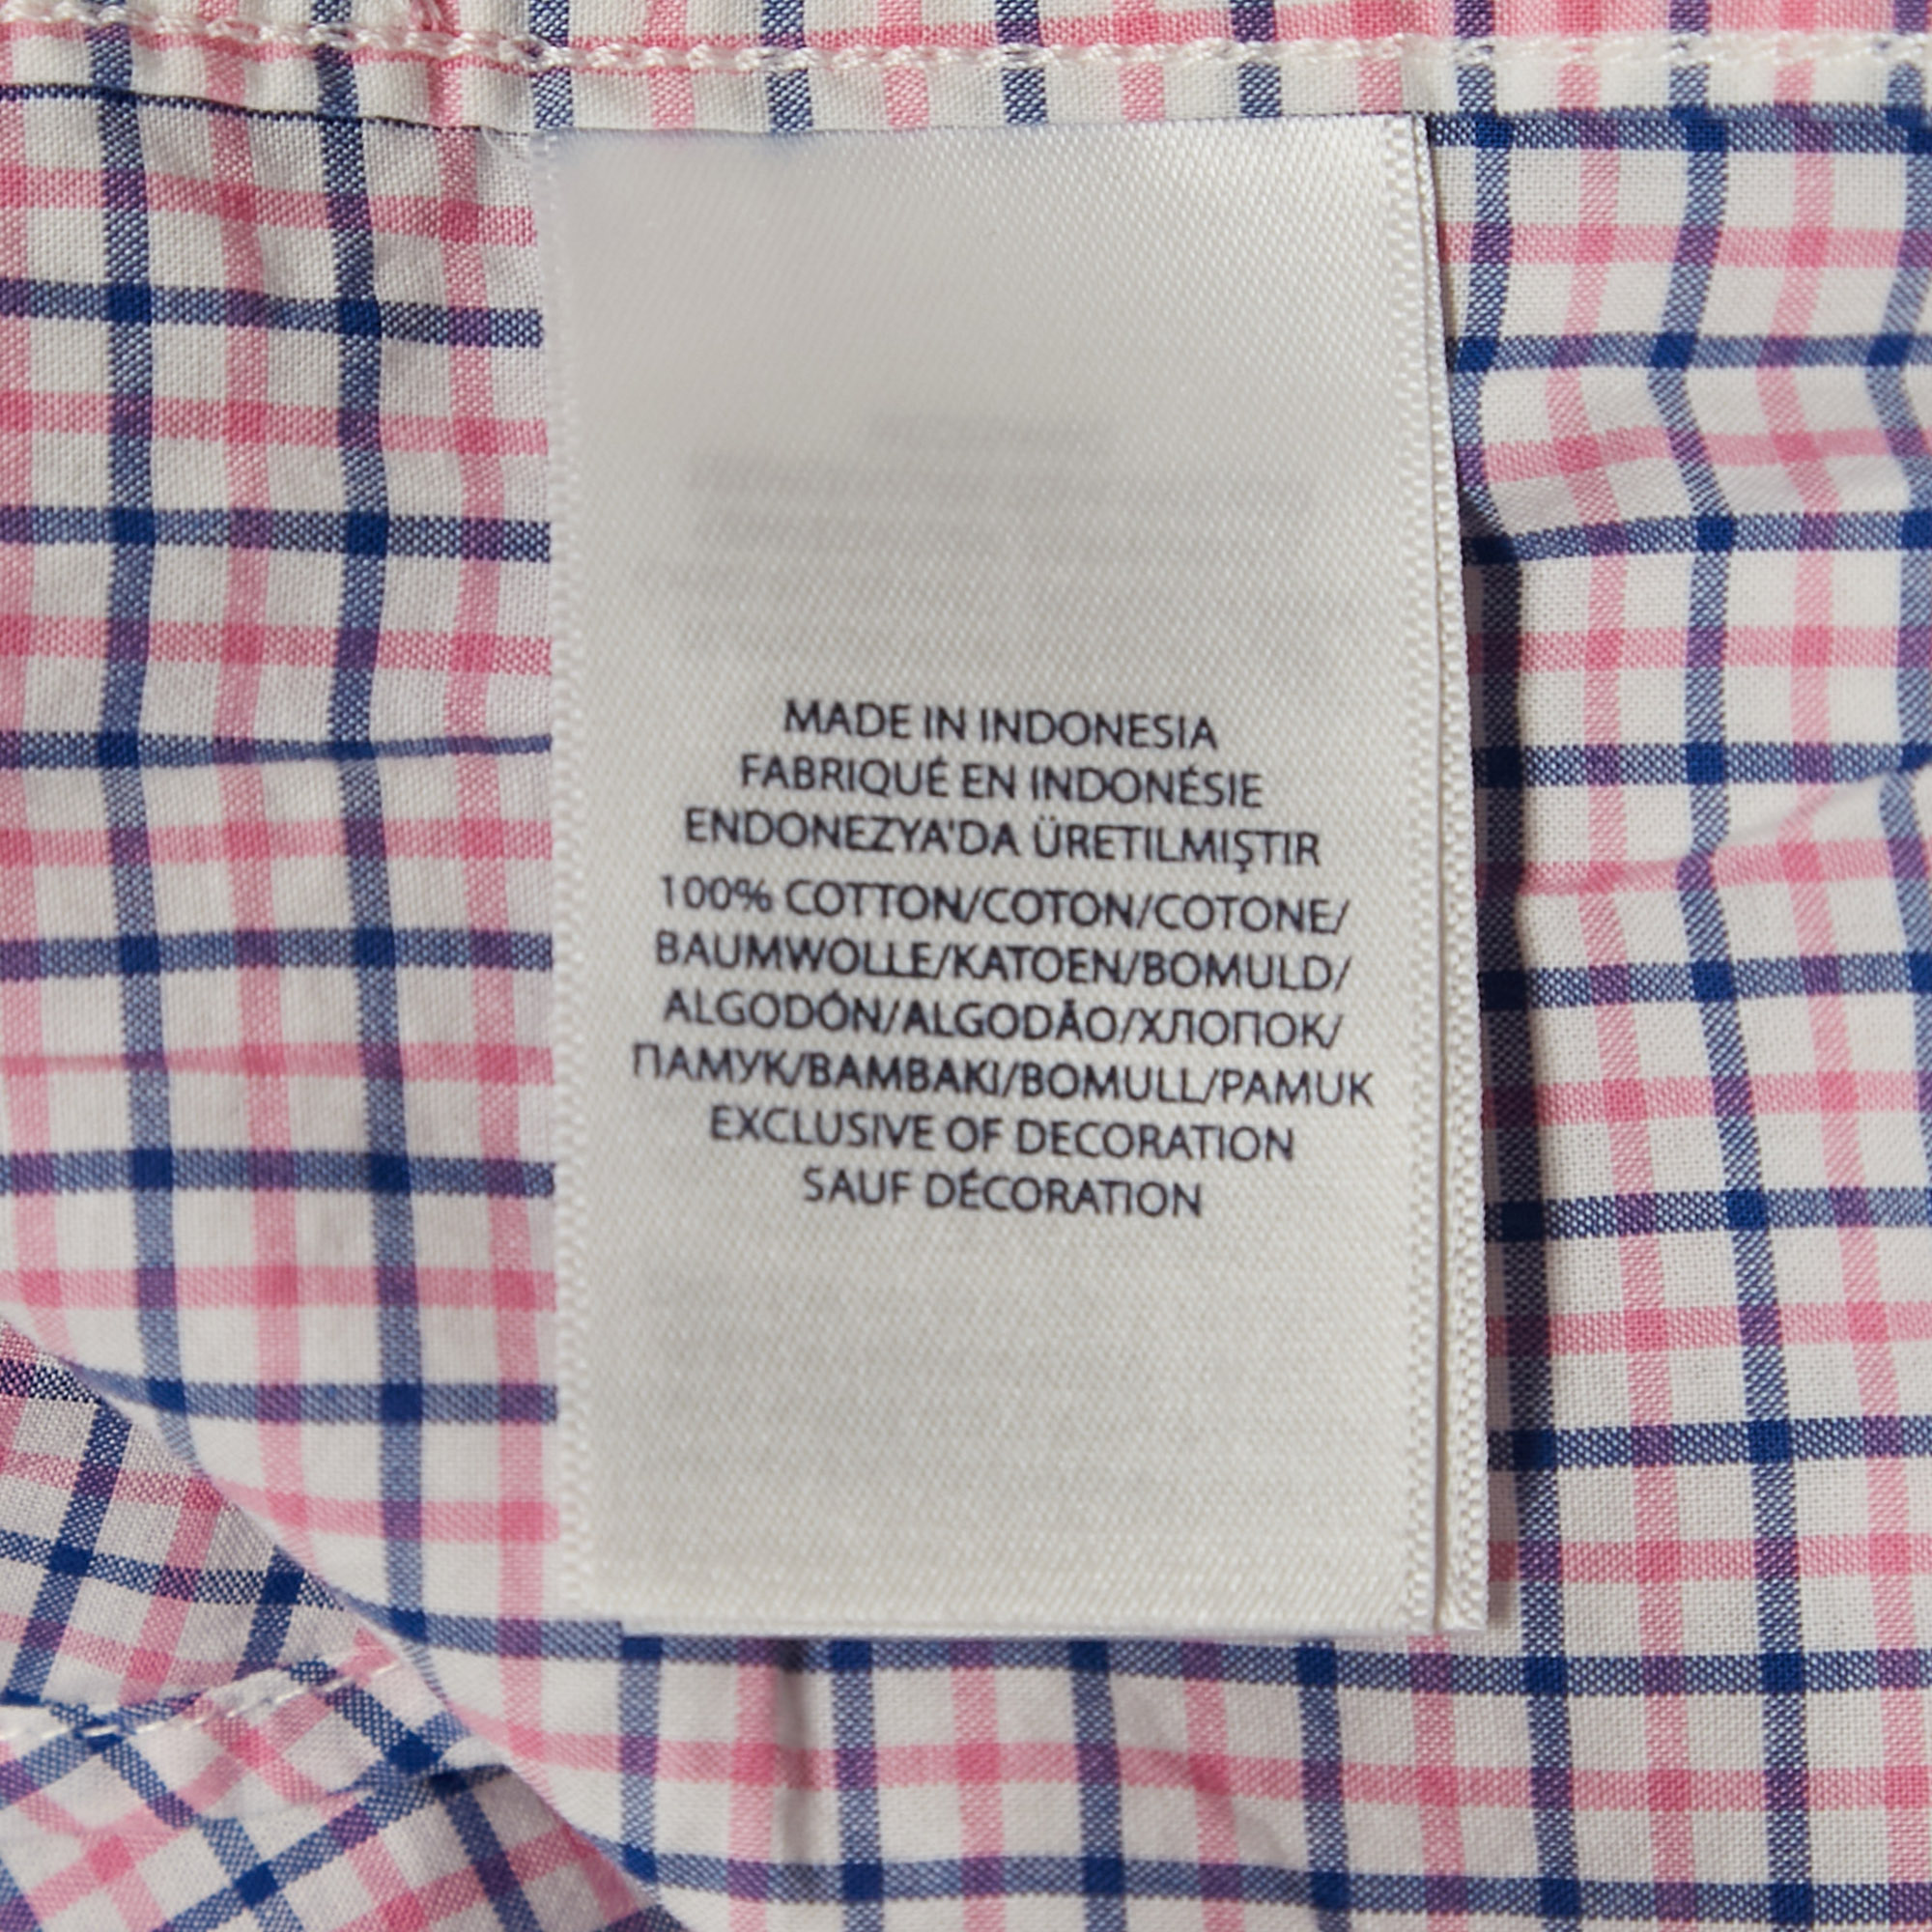 MADE IN INDONESIA
FABRIQUÉ EN INDONÉSIE
ENDONEZYA'DA ÜRETILMIŞTIR
100% COTTON/COTON/COTONE/
BAUMWOLLE/KATOEN/BOMULD/
ALGODÓN/ALGODÃO/ХЛОПОК/
ПАМУК/BAMBAKI/BOMULL/PAMUK
EXCLUSIVE OF DECORATION
SAUF DÉCORATION